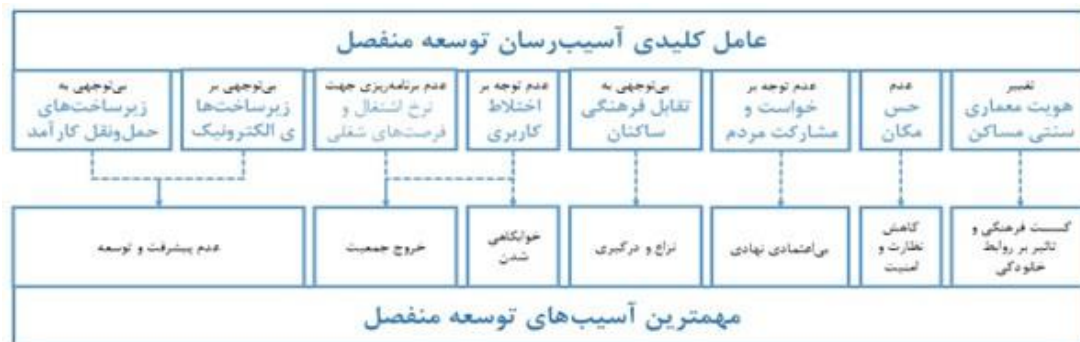 عامل کلیدی آسیب‌رسان توسعه منفصل
تغییر
هویت معماری
سنتی مساکن
عدم
حس
مکان
عدم توجه بر
خواست و
مشارکت مردم
بی‌توجهی به
تقابل فرهنگی
ساکنان
عدم توجه بر
اختلاط
کاربری
عدم برنامه‌ریزی جهت
نرخ اشتغال و
فرصت‌های شغلی
بی‌توجهی بر
زیرساخت‌ها
ی الکترونیک
بی‌توجهی به
زیرساخت‌های
حمل‌ونقل کارآمد
گسست فرهنگی و
تاثیر بر روابط
کاهش
نظارت و
امنیت
بی‌اعتمادی نهادی
نزاع و درگیری
خوابگاهی
شدن
خروج جمعیت
عدم پیشرفت و توسعه
مهمترین آسیب‌های توسعه منفصل